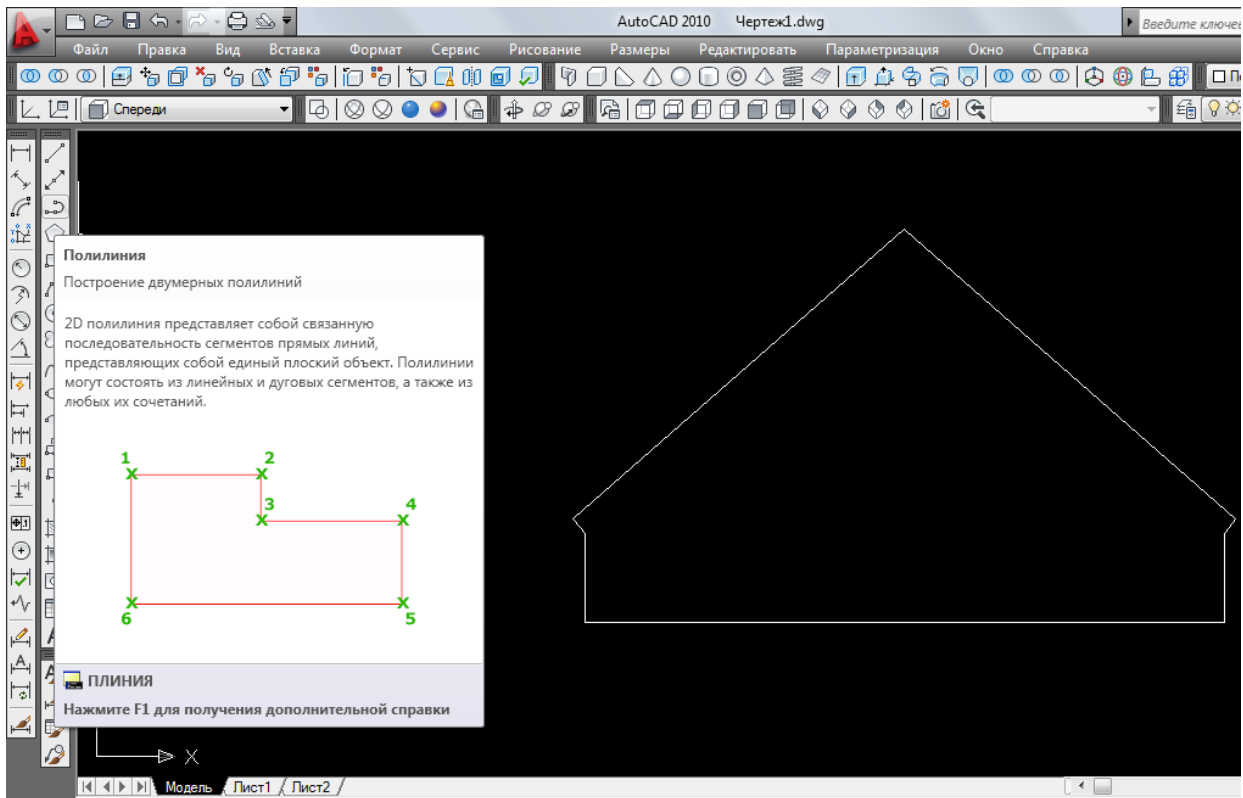 AutoCAD 2010 Чертеж1.dwg
Введите ключев
Файл Правка Вид Вставка Формат Сервис Рисование Размеры Редактировать Параметризация Окно Справка
Спереди
Полилиния
Построение двумерных полилиний
2D полилиния представляет собой связанную
последовательность сегментов прямых линий,
представляющих собой единый плоский объект. Полилинии
могут состоять из линейных и дуговых сегментов, а также из
любых их сочетаний.
1 2
3 4
6 5
ПЛИНИЯ
Нажмите F1 для получения дополнительной справки
X
Модель Лист1 Лист2